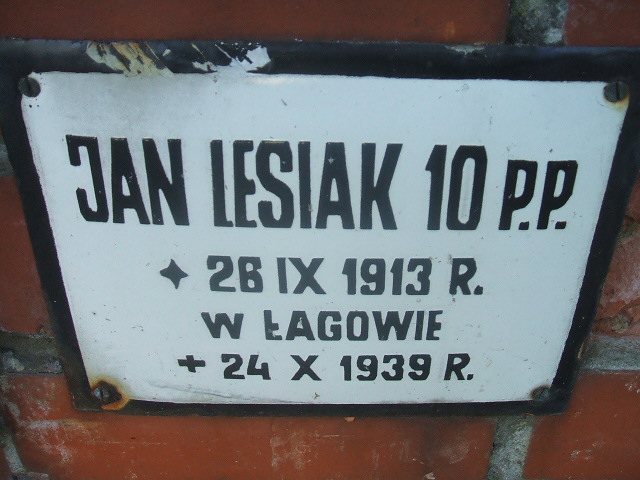 JAN LESIAK 10 P.P.
✦ 26 IX 1913 R.
W ŁAGOWIE
+ 24 X 1939 R.